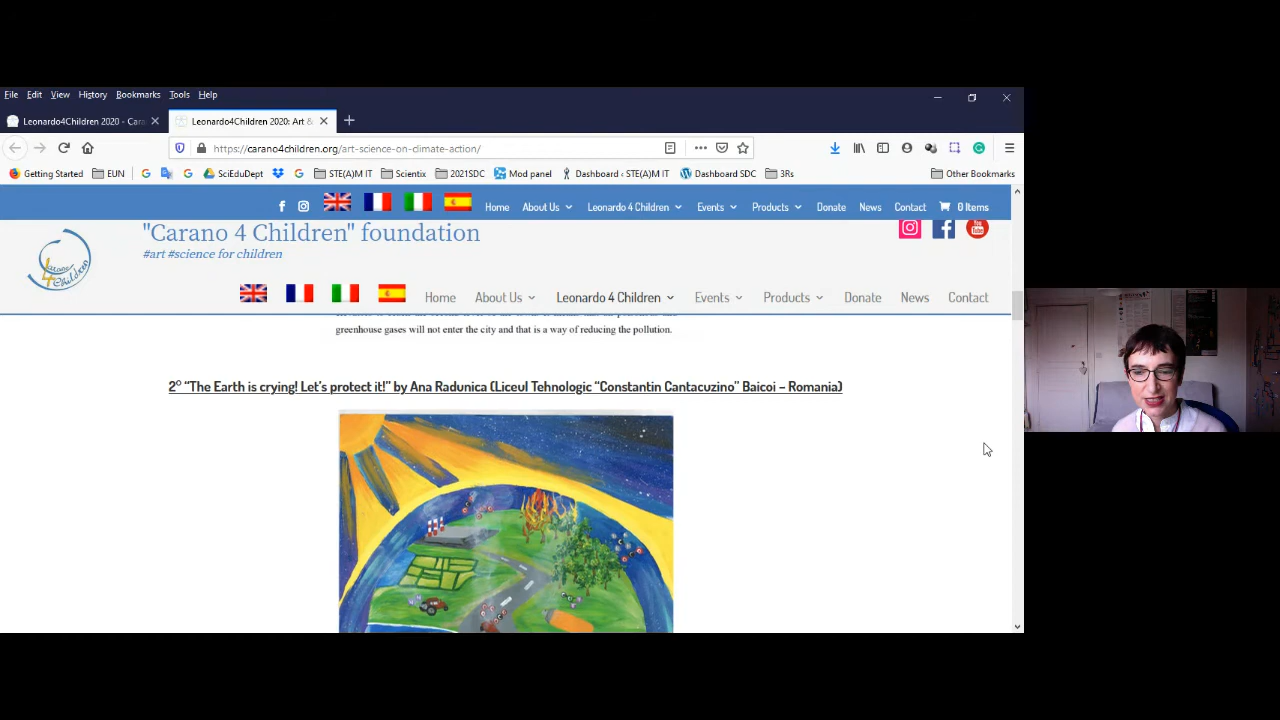 File Edit View History Bookmarks Tools Help
Leonardo4Children 2020 - Cara
Leonardo4Children 2020: Art &
https://carano4children.org/art-science-on-climate-action/
Getting Started EUN SciEduDept STE(A)M IT Scientix 2021SDC Mod panel Dashboard ‹ STE(A)M IT Dashboard SDC 3Rs Other Bookmarks
Home About Us Leonardo 4 Children Events Products Donate News Contact 0 Items
"Carano 4 Children" foundation
#art #science for children
Carano 4 Children
Home About Us Leonardo 4 Children Events Products Donate News Contact
greenhouse gases will not enter the city and that is a way of reducing the pollution.
2° “The Earth is crying! Let’s protect it!” by Ana Radunica (Liceul Tehnologic “Constantin Cantacuzino” Baicoi – Romania)